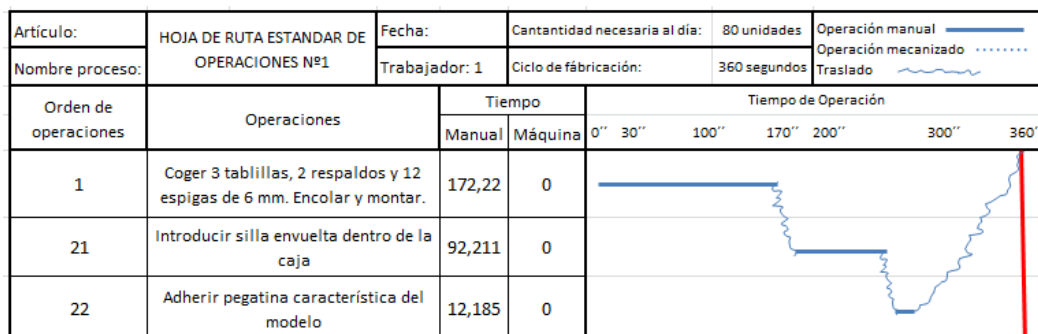 Artículo:
HOJA DE RUTA ESTANDAR DE
OPERACIONES Nº1
Fecha:
Cantantidad necesaria al día:
80 unidades
Operación manual
Operación mecanizado
Traslado
Nombre proceso:
Trabajador: 1
Ciclo de fábricación:
360 segundos
Orden de
operaciones
Operaciones
Tiempo
Manual
Máquina
Tiempo de Operación
0´´ 30´´ 100´´ 170´´ 200´´ 300´´ 360´´
1
Coger 3 tablillas, 2 respaldos y 12
espigas de 6 mm. Encolar y montar.
172,22
0
21
Introducir silla envuelta dentro de la
caja
92,211
0
22
Adherir pegatina característica del
modelo
12,185
0